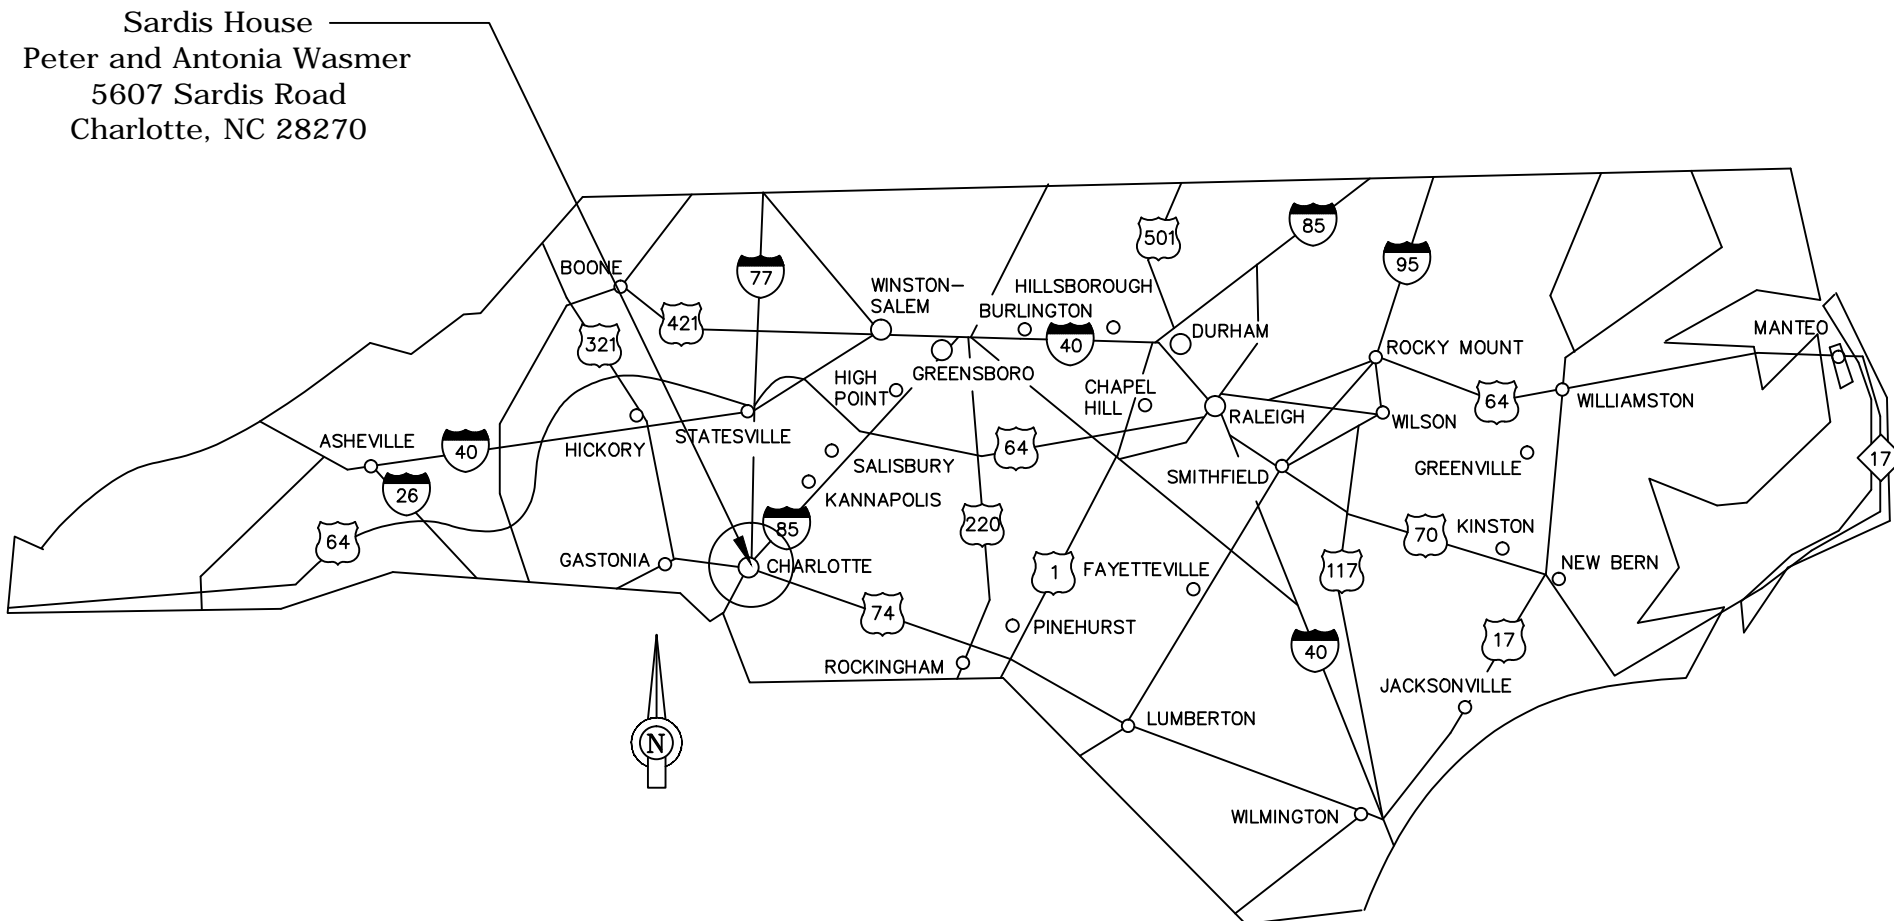 Sardis House
Peter and Antonia Wasmer
5607 Sardis Road
Charlotte, NC 28270
501
85
95
BOONE
77
WINSTON-
SALEM
HILLSBOROUGH
BURLINGTON
421
321
40
DURHAM
MANTEO
ROCKY MOUNT
HIGH
POINT
GREENSBORO
CHAPEL
HILL
64
WILLIAMSTON
RALEIGH
WILSON
ASHEVILLE
40
HICKORY
STATESVILLE
64
SALISBURY
SMITHFIELD
GREENVILLE
17
26
KANNAPOLIS
85
220
64
70
KINSTON
GASTONIA
CHARLOTTE
1
FAYETTEVILLE
117
NEW BERN
74
PINEHURST
17
40
ROCKINGHAM
JACKSONVILLE
LUMBERTON
N
WILMINGTON